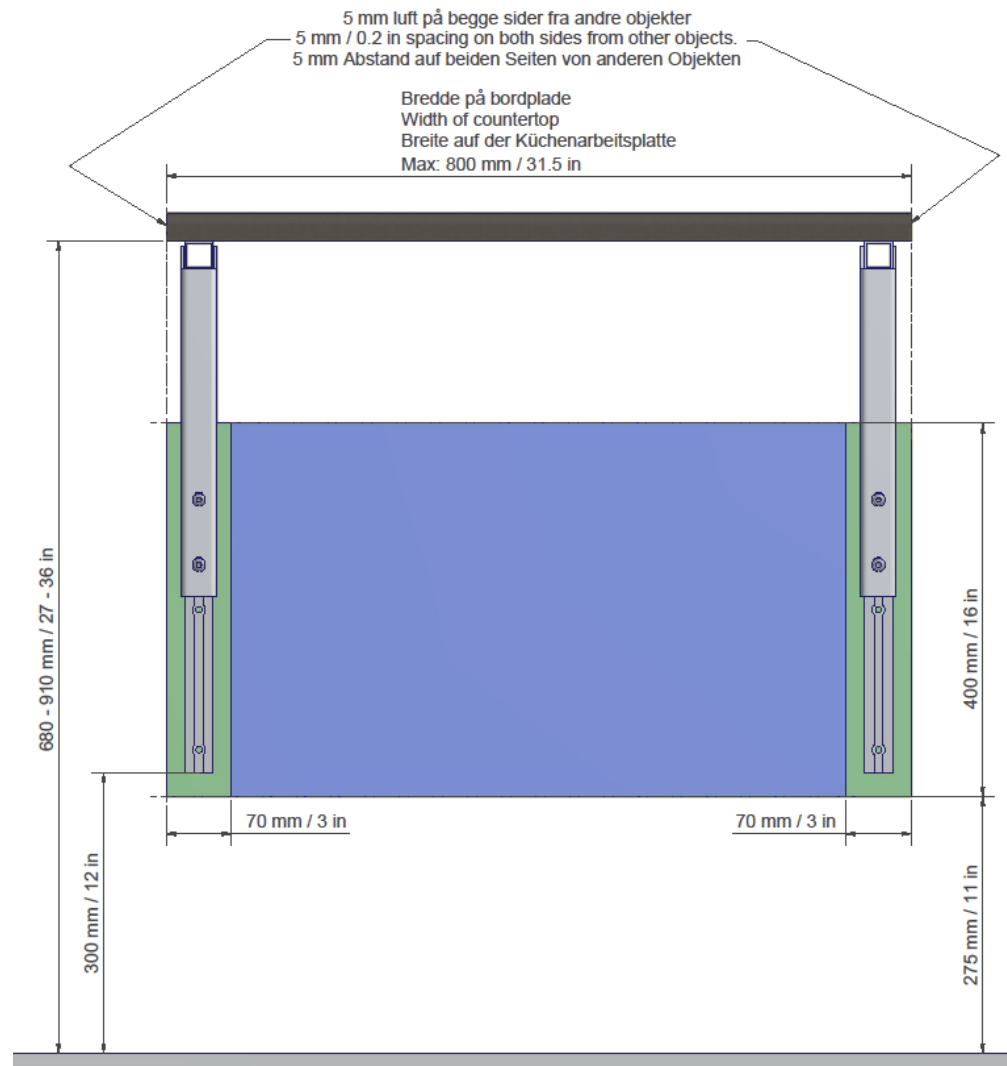 5 mm luft på begge sider fra andre objekter
5 mm / 0.2 in spacing on both sides from other objects.
5 mm Abstand auf beiden Seiten von anderen Objekten
Bredde på bordplade
Width of countertop
Breite auf der Küchenarbeitsplatte
Max: 800 mm / 31.5 in
680 - 910 mm / 27 - 36 in
400 mm / 16 in
70 mm / 3 in
70 mm / 3 in
300 mm / 12 in
275 mm / 11 in